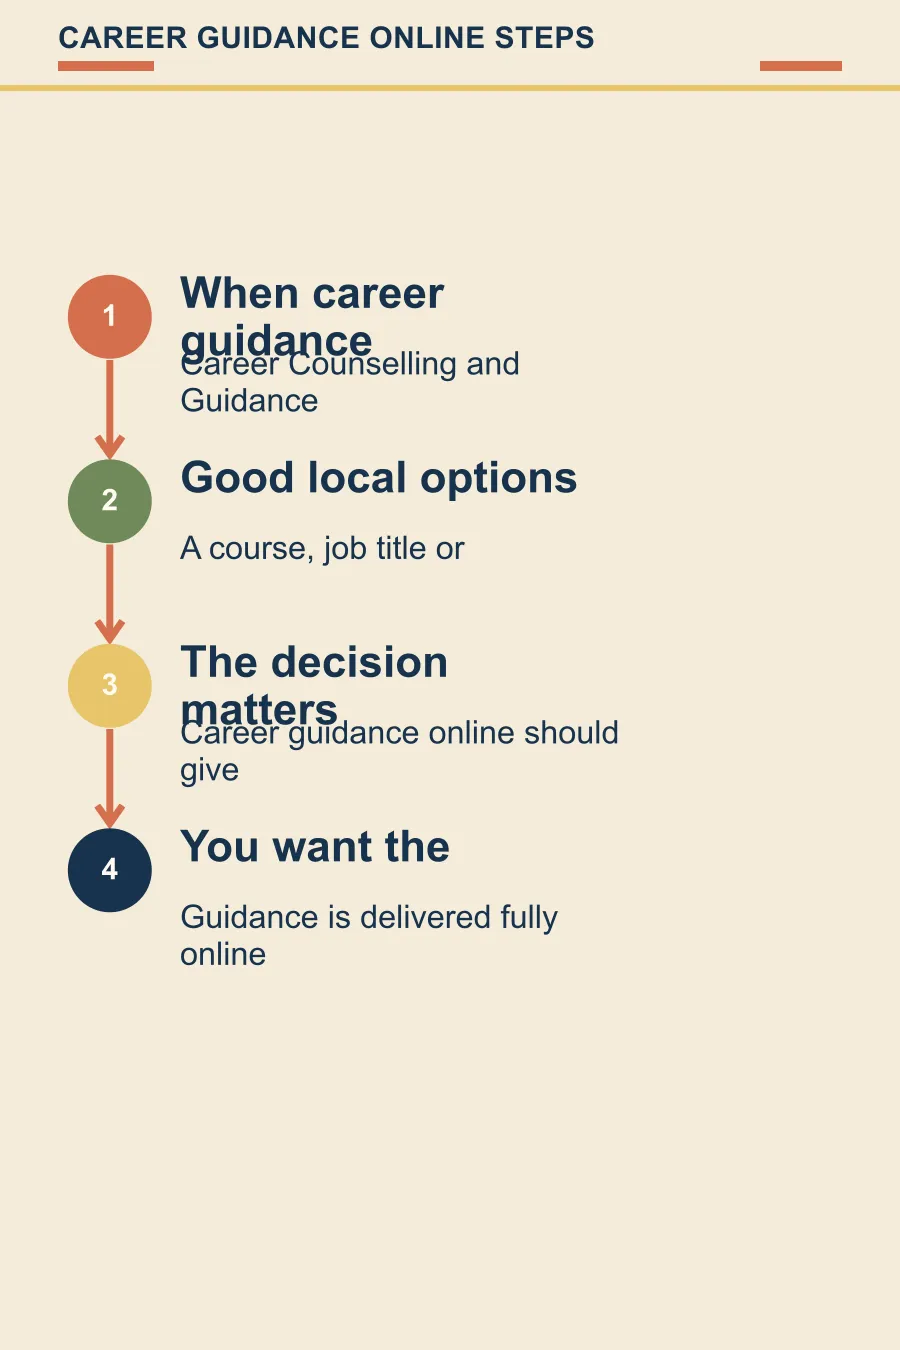 CAREER GUIDANCE ONLINE STEPS
1
When career
guidance
Career Counselling and
Guidance
2
Good local options
A course, job title or
3
The decision
matters
Career guidance online should
give
4
You want the
Guidance is delivered fully
online